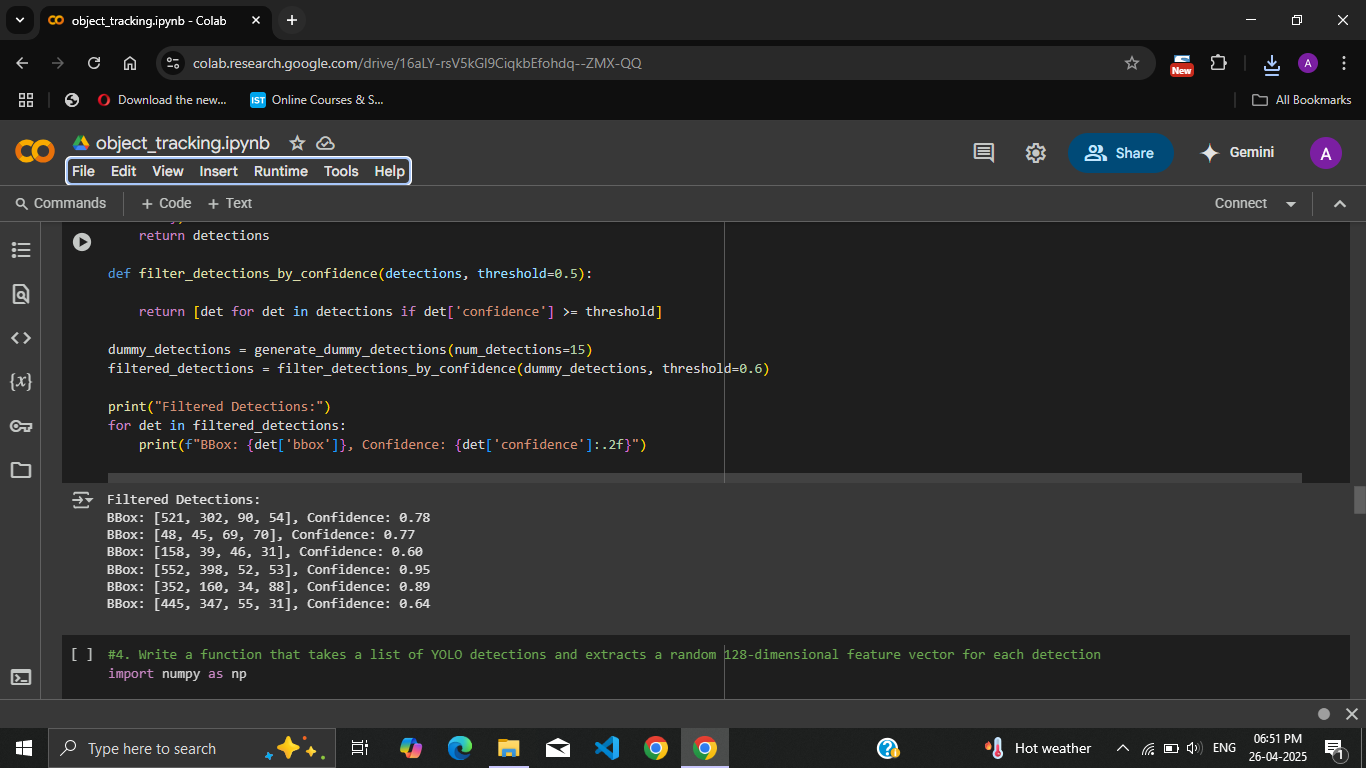 object_tracking.ipynb - Colab
colab.research.google.com/drive/16aLY-rsV5kGI9CiqkbEfohdq--ZMX-QQ
New
A
Download the new...
IST
Online Courses & S...
All Bookmarks
object_tracking.ipynb
File Edit View Insert Runtime Tools Help
Share
Gemini
A
Commands
+ Code
+ Text
Connect
return detections
def filter_detections_by_confidence(detections, threshold=0.5):
return [det for det in detections if det['confidence'] >= threshold]
dummy_detections = generate_dummy_detections(num_detections=15)
filtered_detections = filter_detections_by_confidence(dummy_detections, threshold=0.6)
print("Filtered Detections:")
for det in filtered_detections:
print(f"BBox: {det['bbox']}, Confidence: {det['confidence']:.2f}")
Filtered Detections:
BBox: [521, 302, 90, 54], Confidence: 0.78
BBox: [48, 45, 69, 70], Confidence: 0.77
BBox: [158, 39, 46, 31], Confidence: 0.60
BBox: [552, 398, 52, 53], Confidence: 0.95
BBox: [352, 160, 34, 88], Confidence: 0.89
BBox: [445, 347, 55, 31], Confidence: 0.64
[ ] #4. Write a function that takes a list of YOLO detections and extracts a random 128-dimensional feature vector for each detection
import numpy as np
Type here to search
Hot weather
ENG
06:51 PM
26-04-2025
1